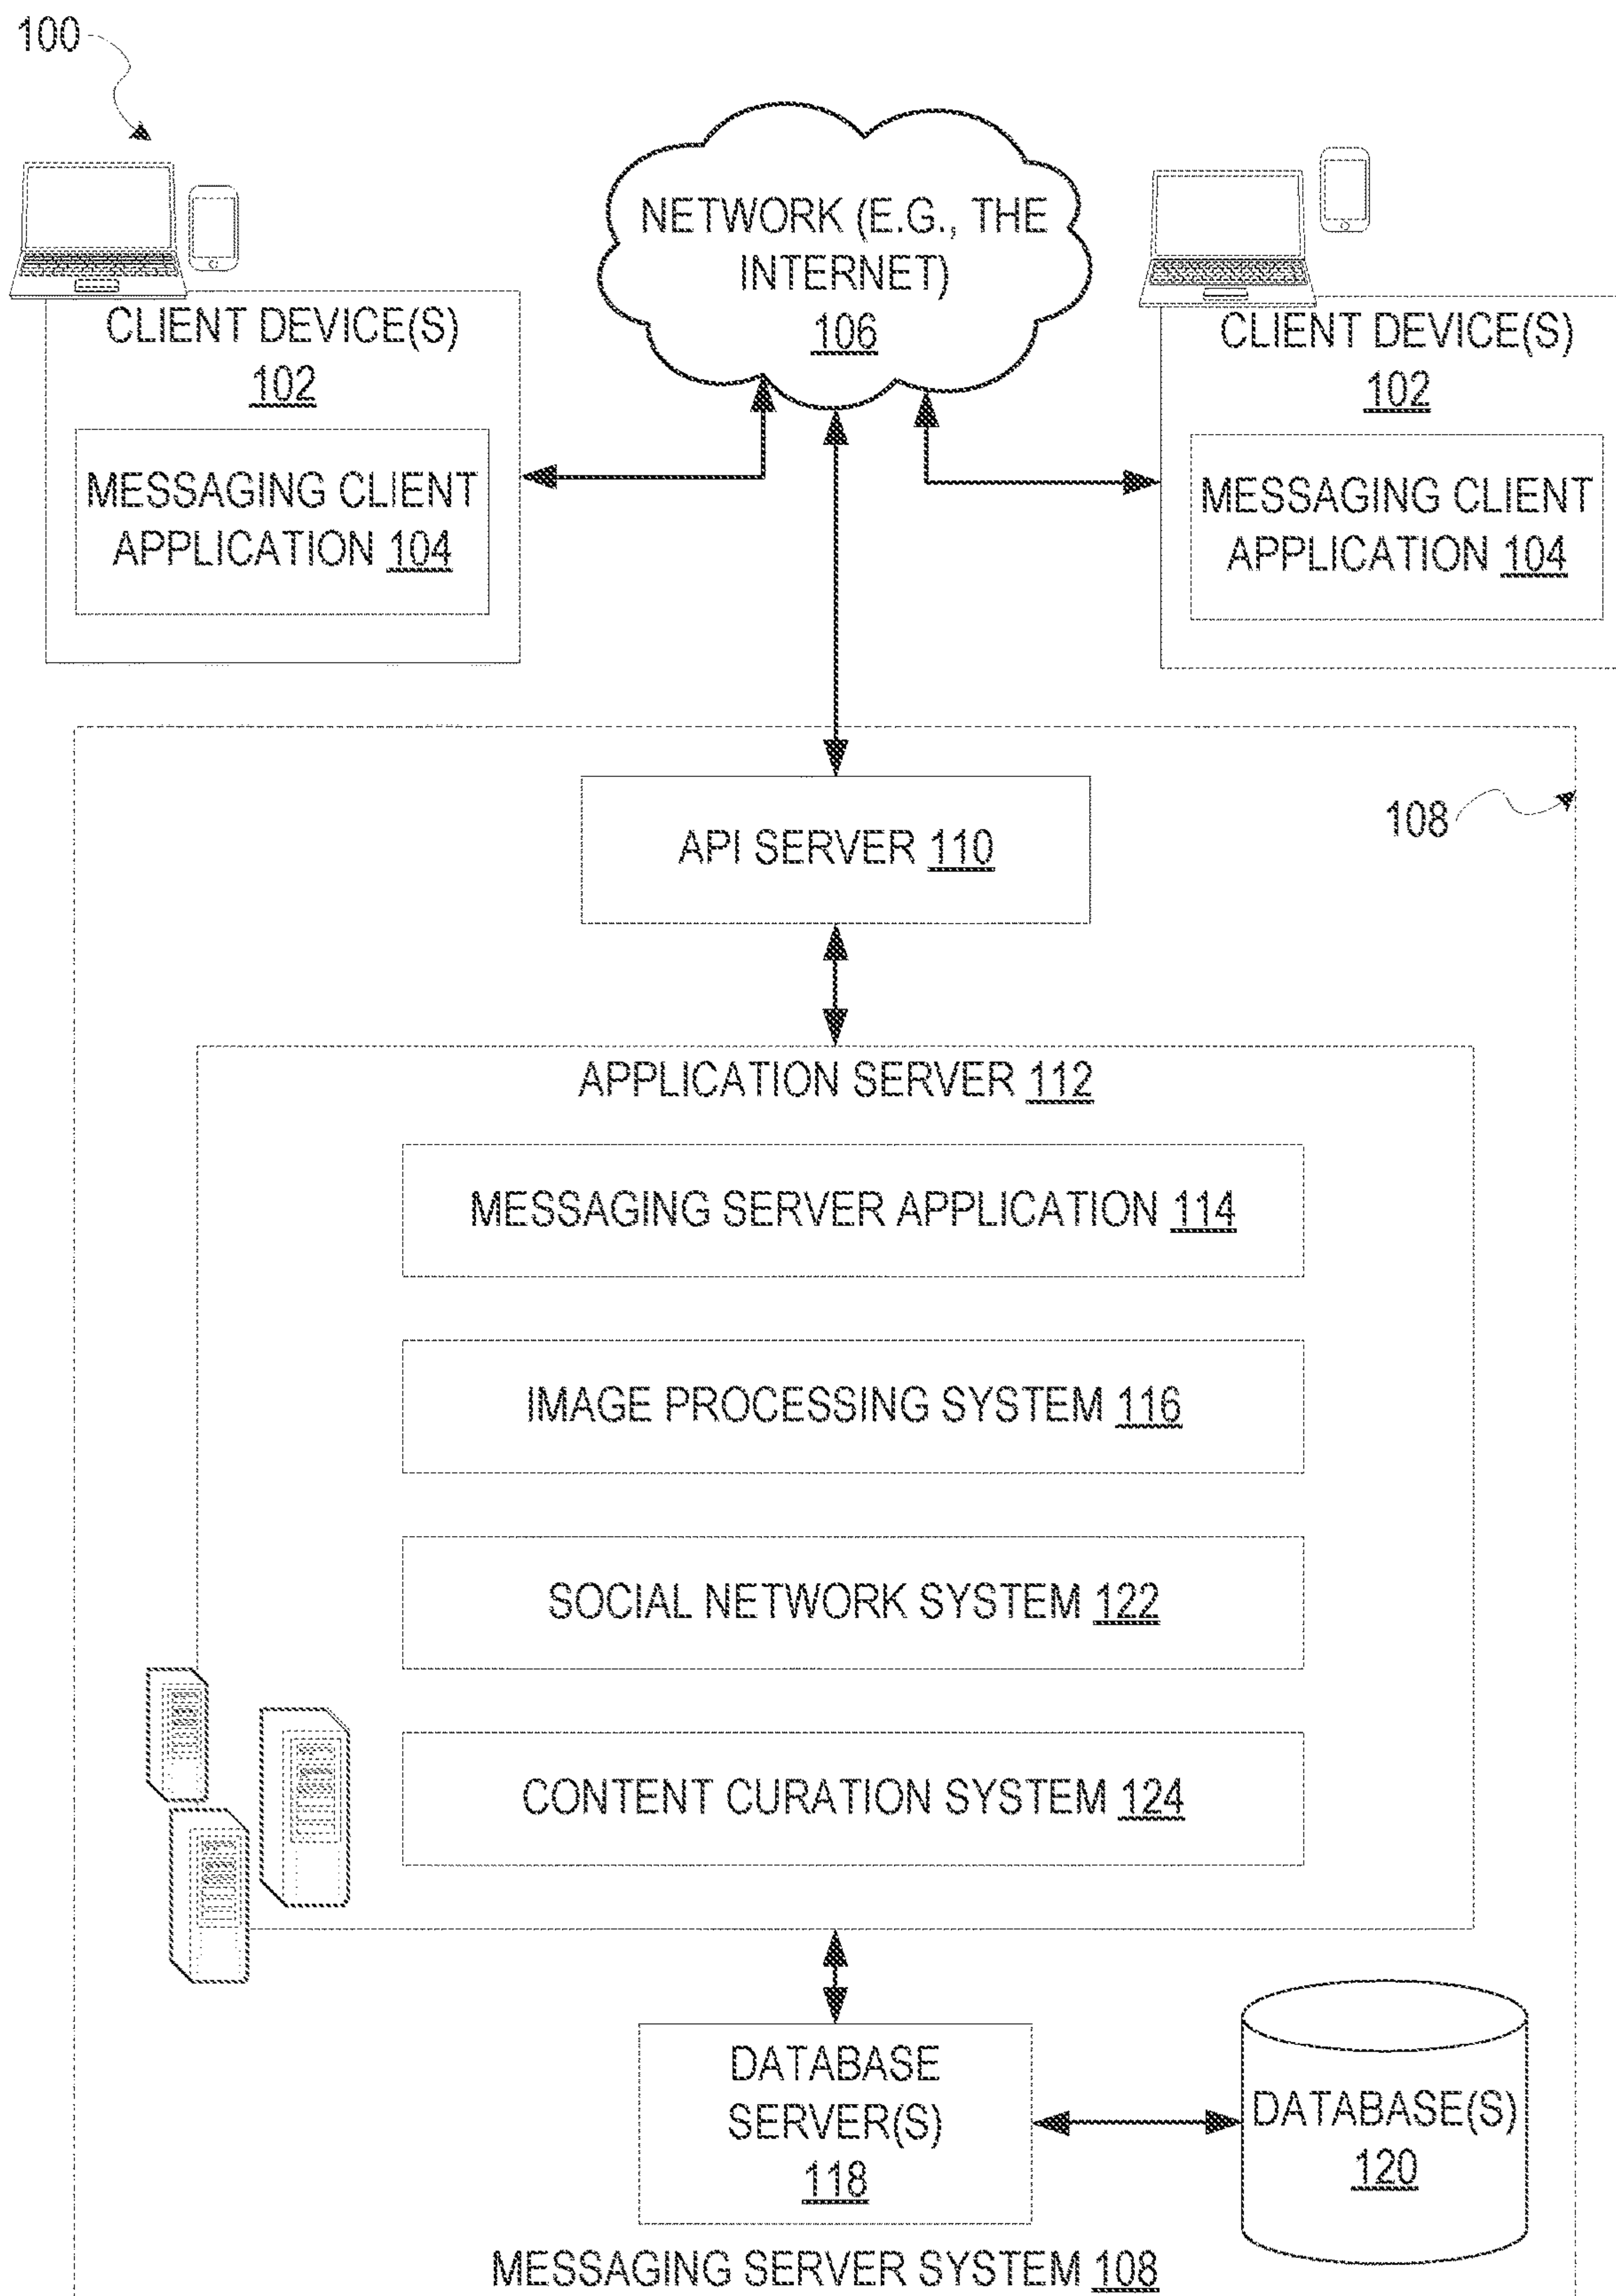 100
NETWORK (E.G., THE
INTERNET)
106
CLIENT DEVICE(S)
102
MESSAGING CLIENT
APPLICATION 104
CLIENT DEVICE(S)
102
MESSAGING CLIENT
APPLICATION 104
108
API SERVER 110
APPLICATION SERVER 112
MESSAGING SERVER APPLICATION 114
IMAGE PROCESSING SYSTEM 116
SOCIAL NETWORK SYSTEM 122
CONTENT CURATION SYSTEM 124
DATABASE
SERVER(S)
118
DATABASE(S)
120
MESSAGING SERVER SYSTEM 108